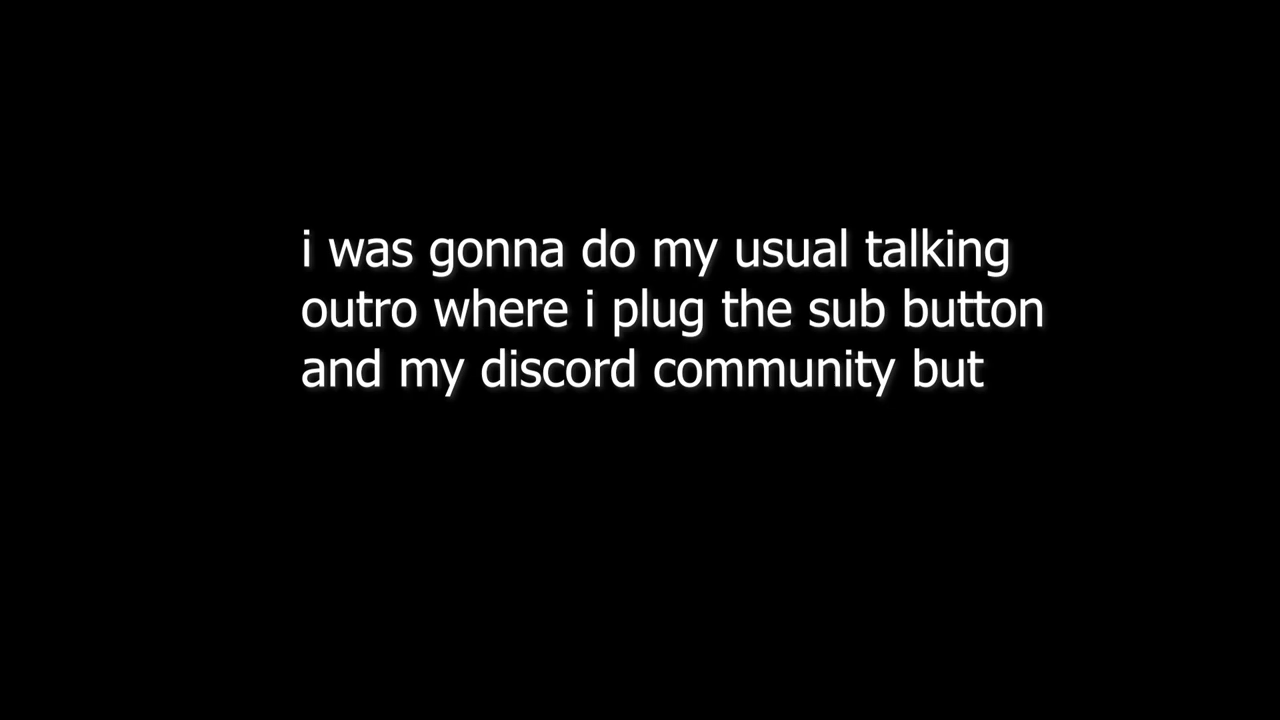 i was gonna do my usual talking
outro where i plug the sub button
and my discord community but